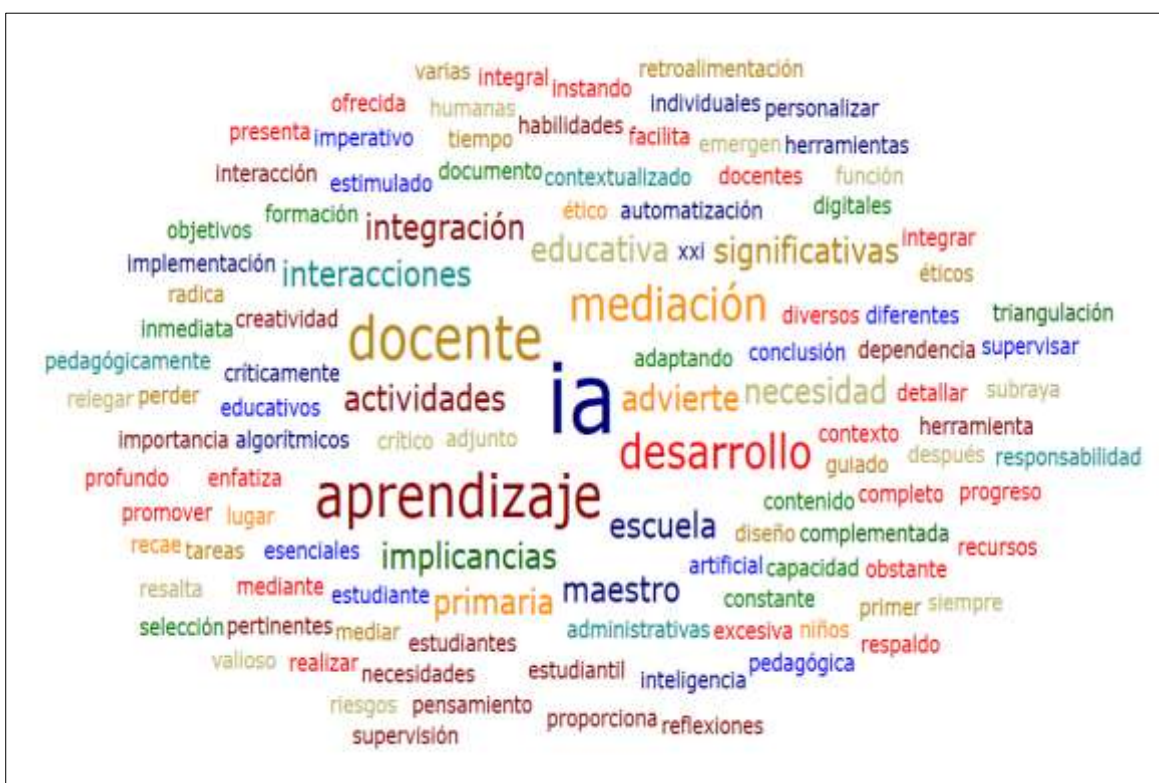 varias integral instando retroalimentación
ofrecida humanas habilidades individuales personalizar
presenta imperativo tiempo facilita emergen herramientas
interacción estimulado documento contextualizado docentes función
objetivos formación integración ético automatización digitales
implementación interacciones educativa xxi significativas integrar
radica éticos
inmediata creatividad docente mediación diversos diferentes triangulación
pedagógicamente críticamente adaptando conclusión dependencia supervisar
relegar perder educativos actividades ia advierte necesidad detallar subraya
importancia algorítmicos crítico adjunto desarrollo contexto herramienta
profundo enfatiza guiado después responsabilidad
promover lugar aprendizaje escuela contenido completo progreso
recae tareas esenciales implicancias diseño complementada recursos
resalta mediante estudiante primaria maestro artificial capacidad obstante
constante primer siempre
selección pertinentes mediar estudiantes administrativas excesiva niños respaldo
valioso realizar necesidades estudiantil inteligencia pedagógica
riesgos pensamiento proporciona reflexiones
supervisión